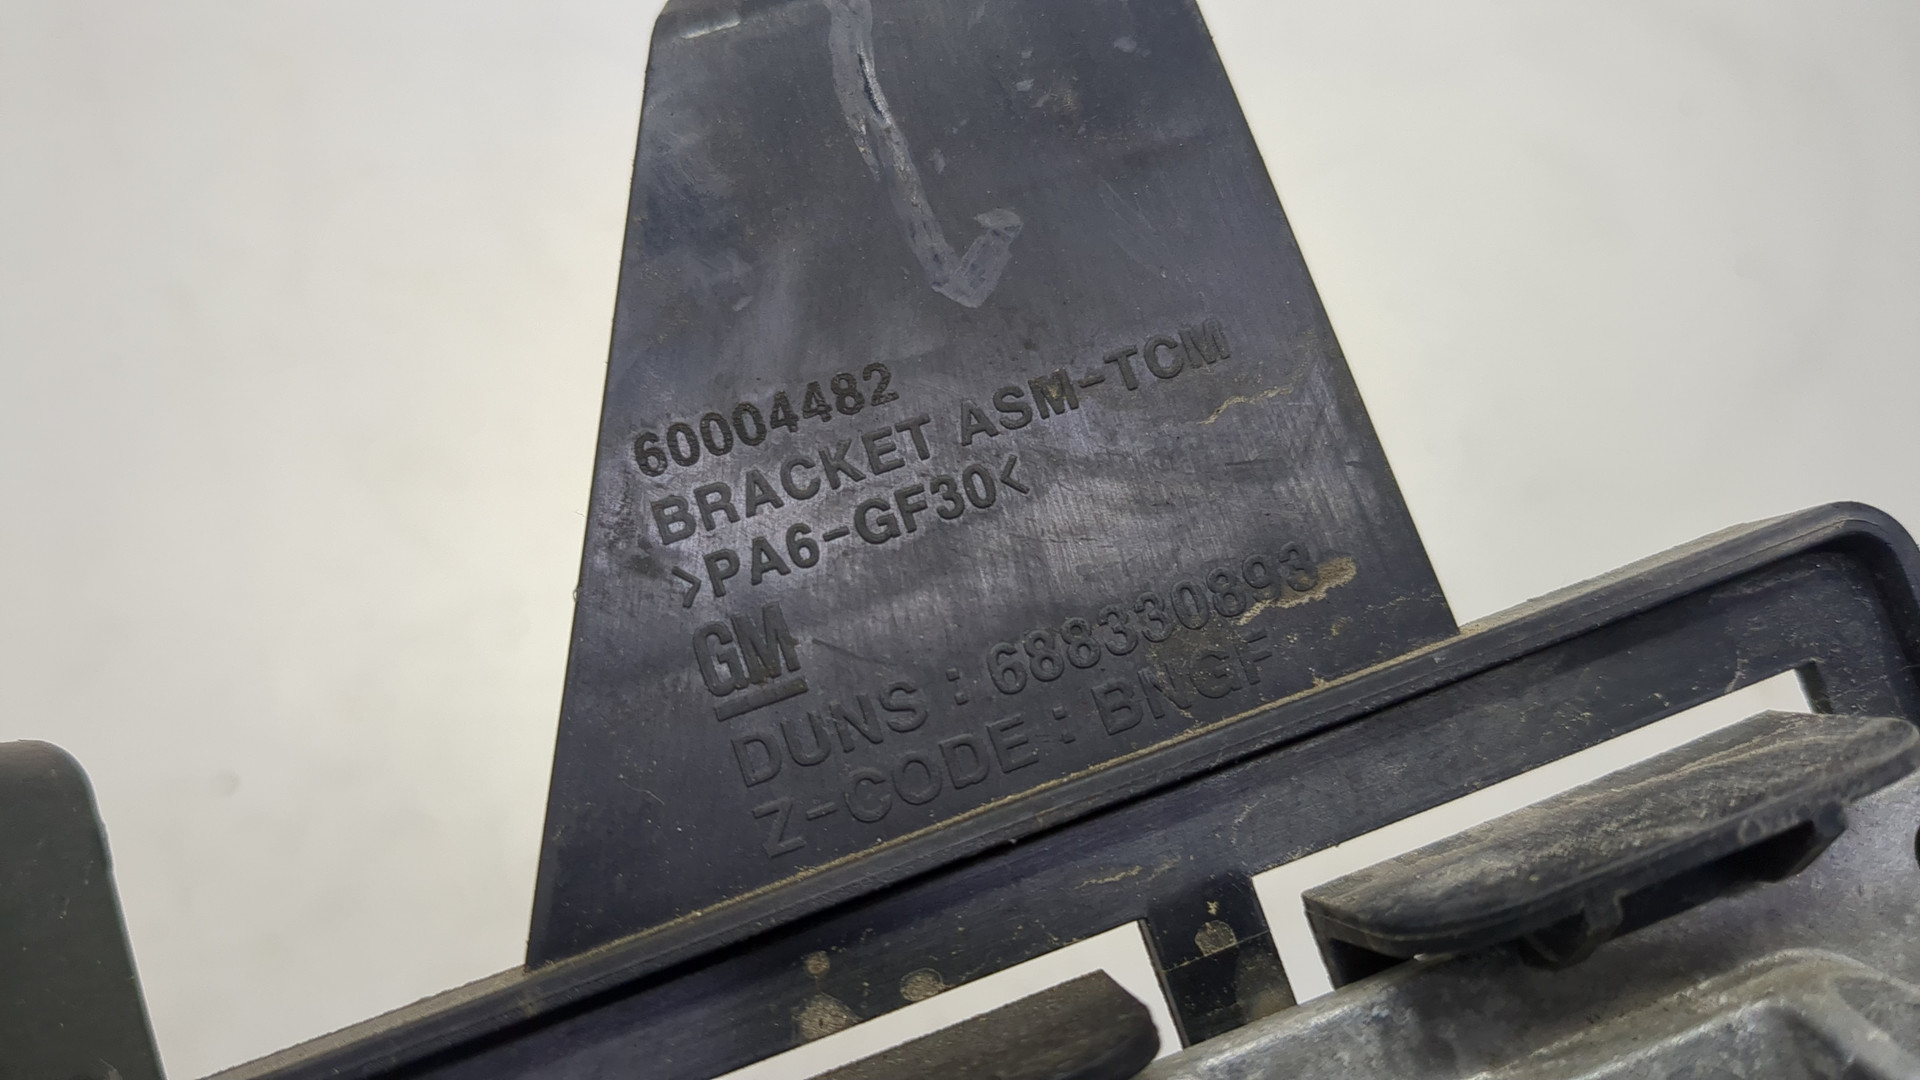 60004482
BRACKET ASM-TCM
>PA6-GF30<
GM
DUNS : 688330893
Z-CODE : BNGF